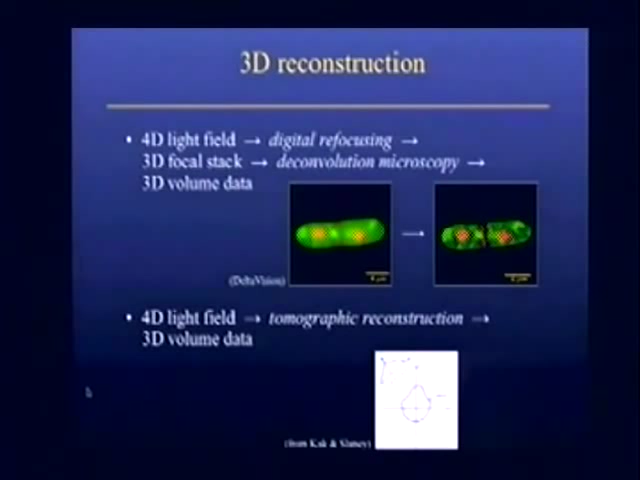 3D reconstruction
• 4D light field → digital refocusing →
3D focal stack → deconvolution microscopy →
3D volume data
→
(DeltaVision)
• 4D light field → tomographic reconstruction →
3D volume data
(from Kak & Slaney)